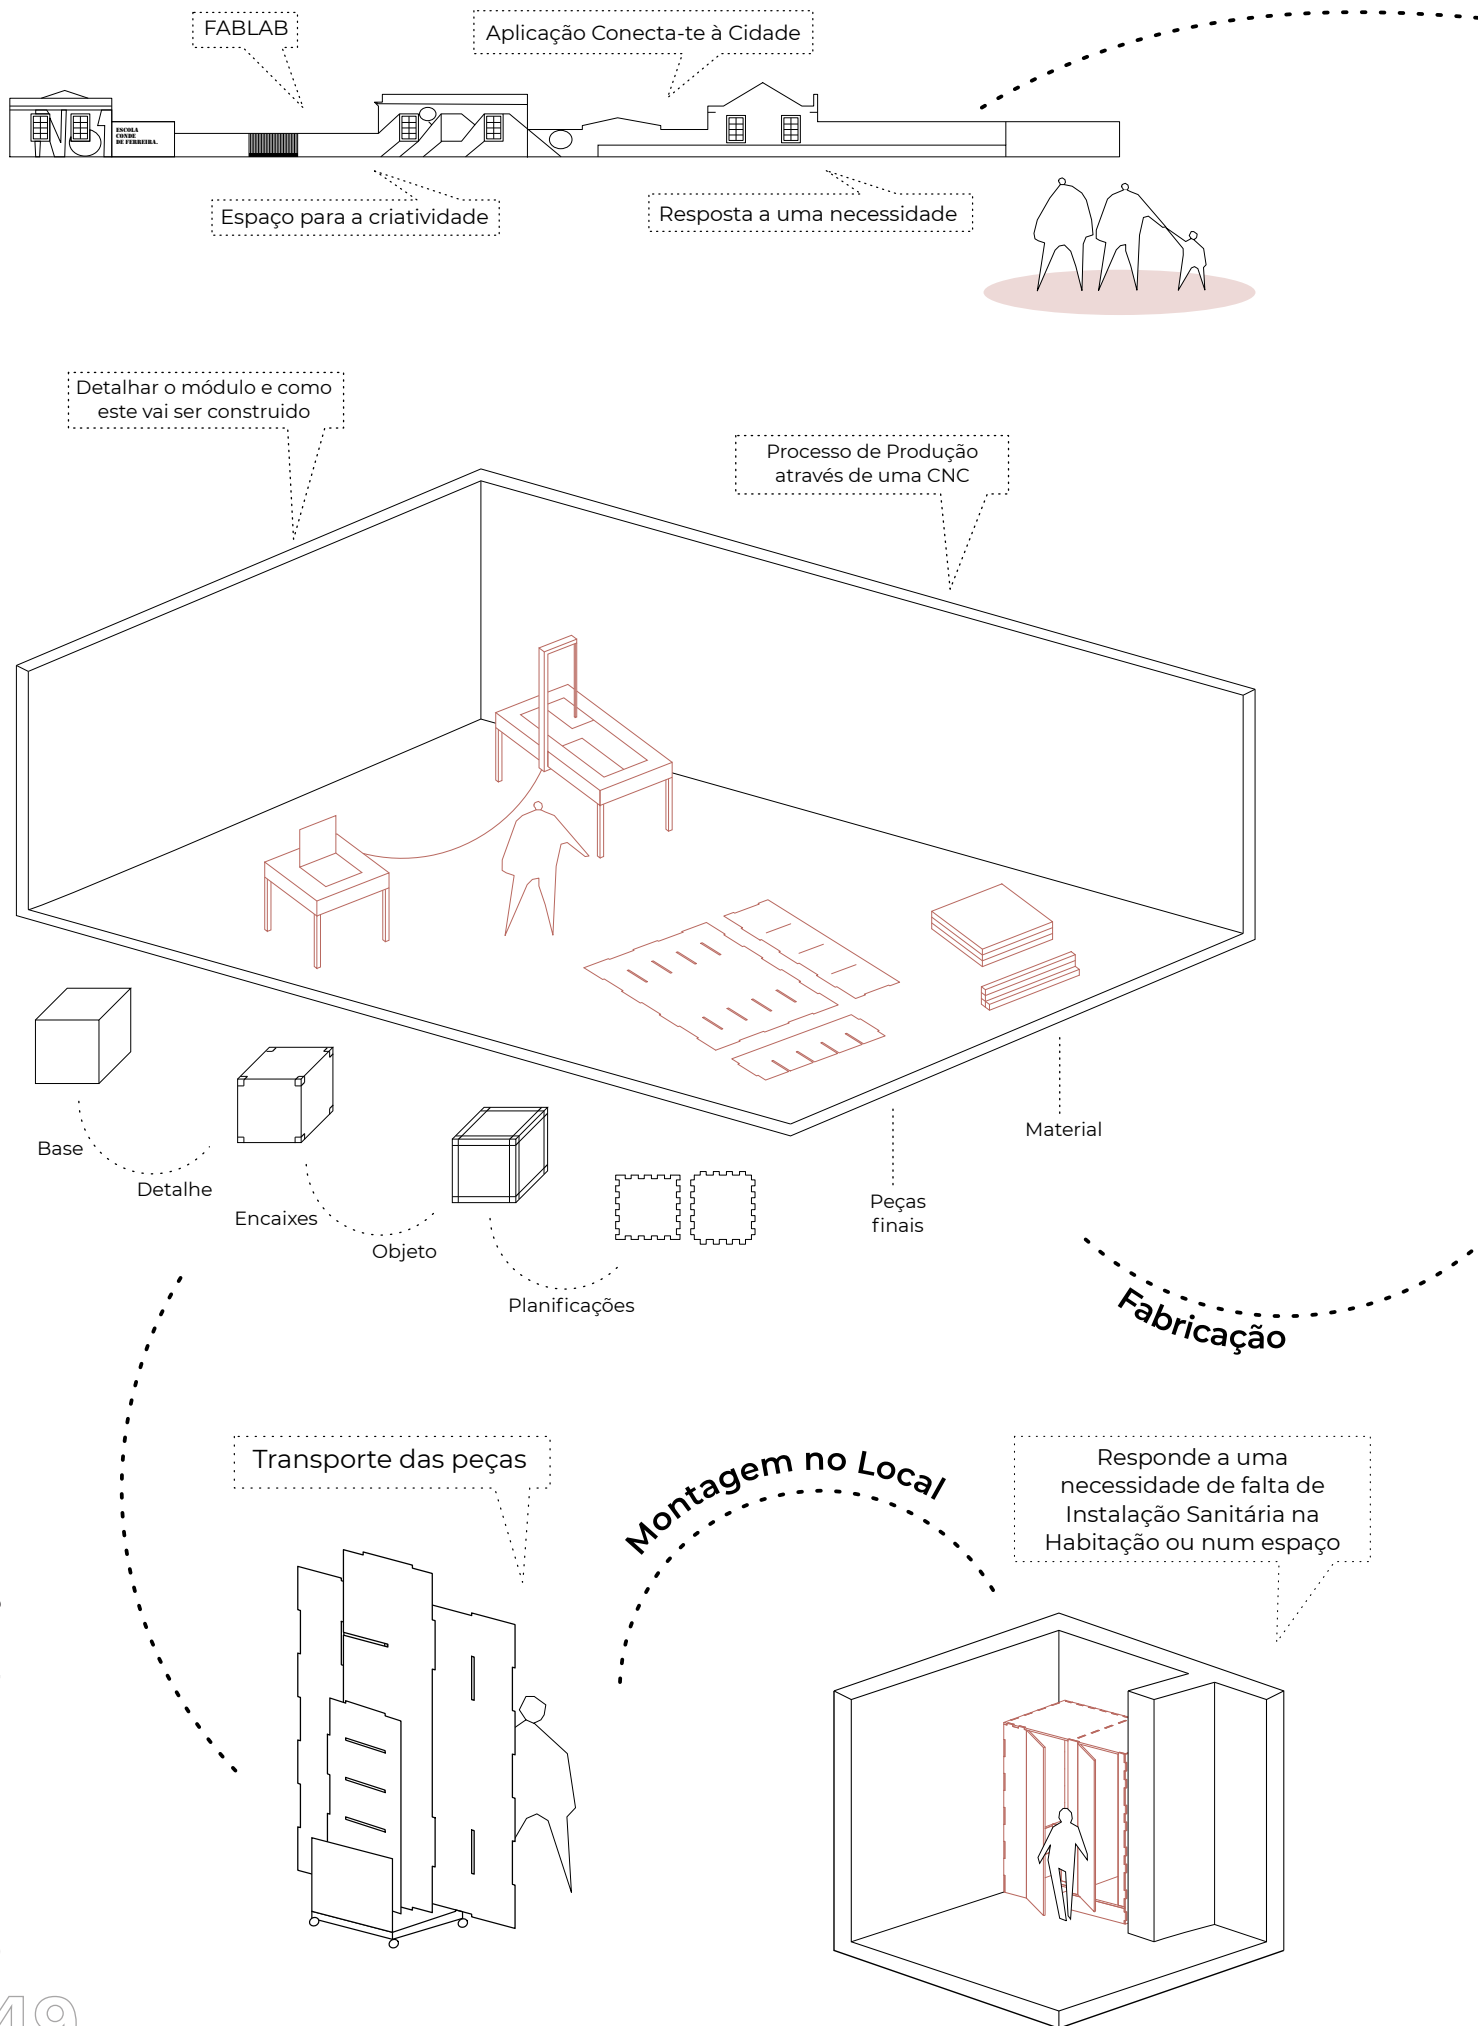 FABLAB
Aplicação Conecta-te à Cidade
ESCOLA
CONDE
DE FERREIRA.
Espaço para a criatividade
Resposta a uma necessidade
Detalhar o módulo e como
este vai ser construido
Processo de Produção
através de uma CNC
Base
Detalhe
Encaixes
Objeto
Planificações
Peças
finais
Material
Fabricação
Transporte das peças
Montagem no Local
Responde a uma
necessidade de falta de
Instalação Sanitária na
Habitação ou num espaço
49